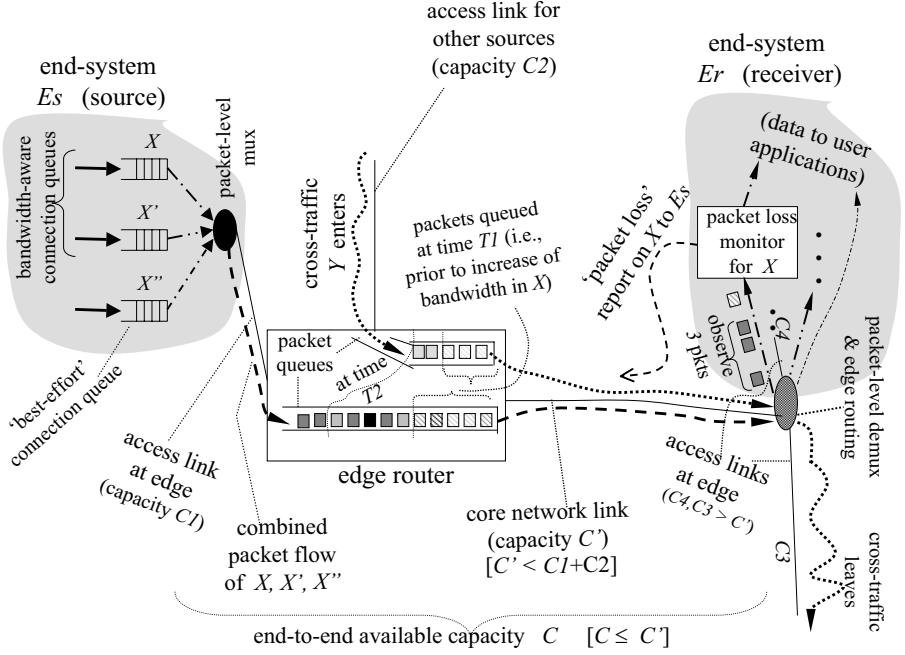 end-system
Es (source)
bandwidth-aware
connection queues
X
X'
X''
packet-level
mux
'best-effort'
connection queue
access link
at edge
(capacity C1)
combined
packet flow
of X, X', X''
access link for
other sources
(capacity C2)
cross-traffic
Y enters
packets queued
at time T1 (i.e.,
prior to increase of
bandwidth in X)
packet
queues
at time
T2
edge router
core network link
(capacity C')
[C' < C1+C2]
end-system
Er (receiver)
(data to user
applications)
packet loss
monitor
for X
'packet loss'
report on X to Es
observe
3 pkts
C4
packet-level demux
& edge routing
access links
at edge
(C4,C3 > C')
C3
cross-traffic
leaves
end-to-end available capacity C [C ≤ C']